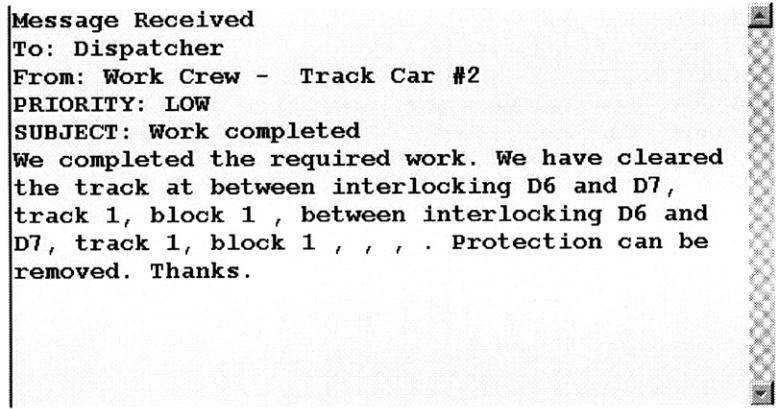 Message Received
To: Dispatcher
From: Work Crew -  Track Car #2
PRIORITY: LOW
SUBJECT: Work completed
We completed the required work. We have cleared
the track at between interlocking D6 and D7,
track 1, block 1 , between interlocking D6 and
D7, track 1, block 1 , , , . Protection can be
removed. Thanks.